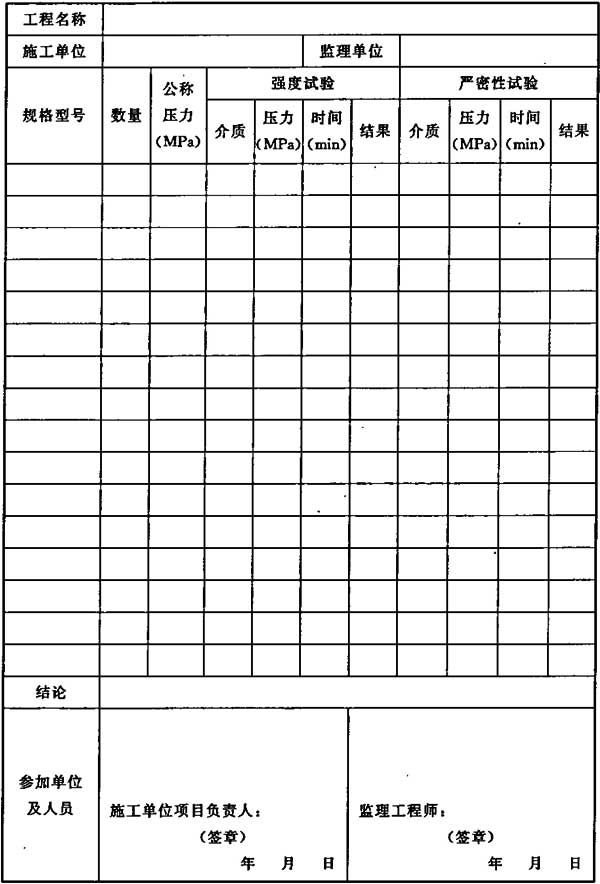 工程名称
施工单位 监理单位
规格型号 数量 公称压力(MPa) 强度试验 严密性试验
介质 压力(MPa) 时间(min) 结果 介质 压力(MPa) 时间(min) 结果
结论
参加单位
及人员
施工单位项目负责人： 监理工程师：
(签章) (签章)
年 月 日 年 月 日